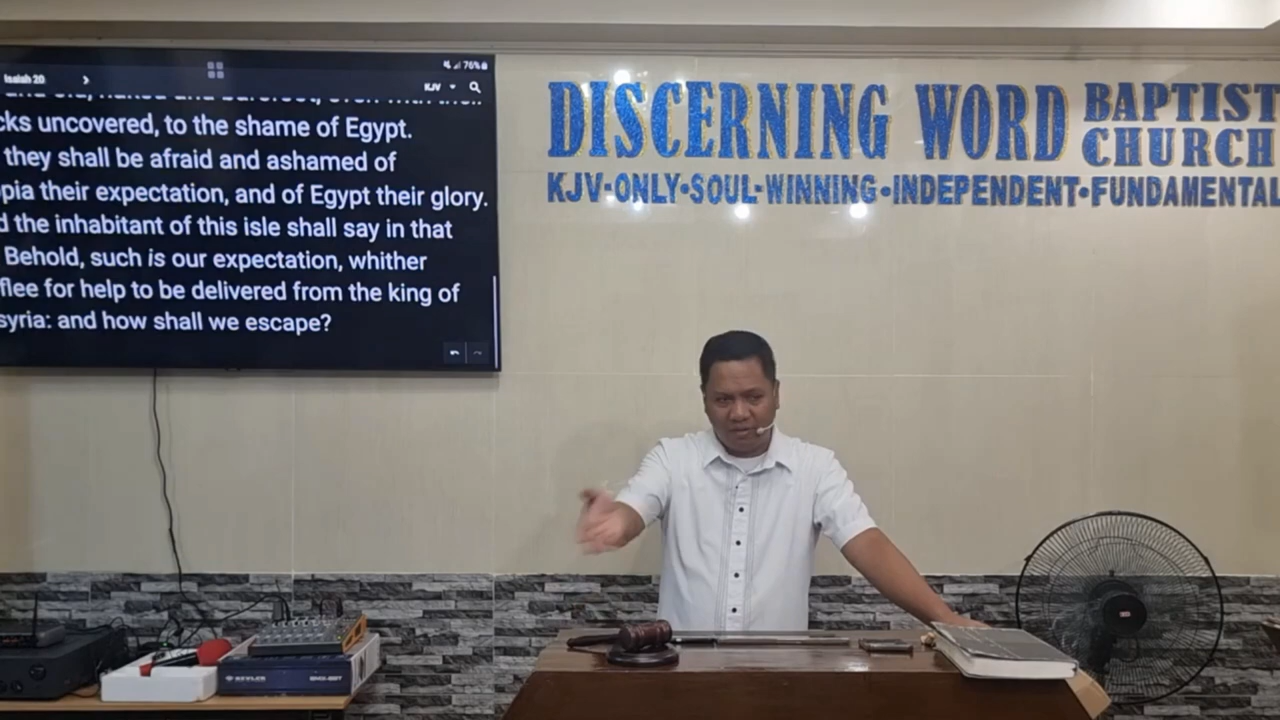 Isaiah 20
76%
KJV
cks uncovered, to the shame of Egypt.
they shall be afraid and ashamed of
pia their expectation, and of Egypt their glory.
d the inhabitant of this isle shall say in that
Behold, such is our expectation, whither
flee for help to be delivered from the king of
syria: and how shall we escape?
DISCERNING WORD BAPTIST
CHURCH
KJV-ONLY•SOUL-WINNING•INDEPENDENT•FUNDAMENTAL
KEVLER